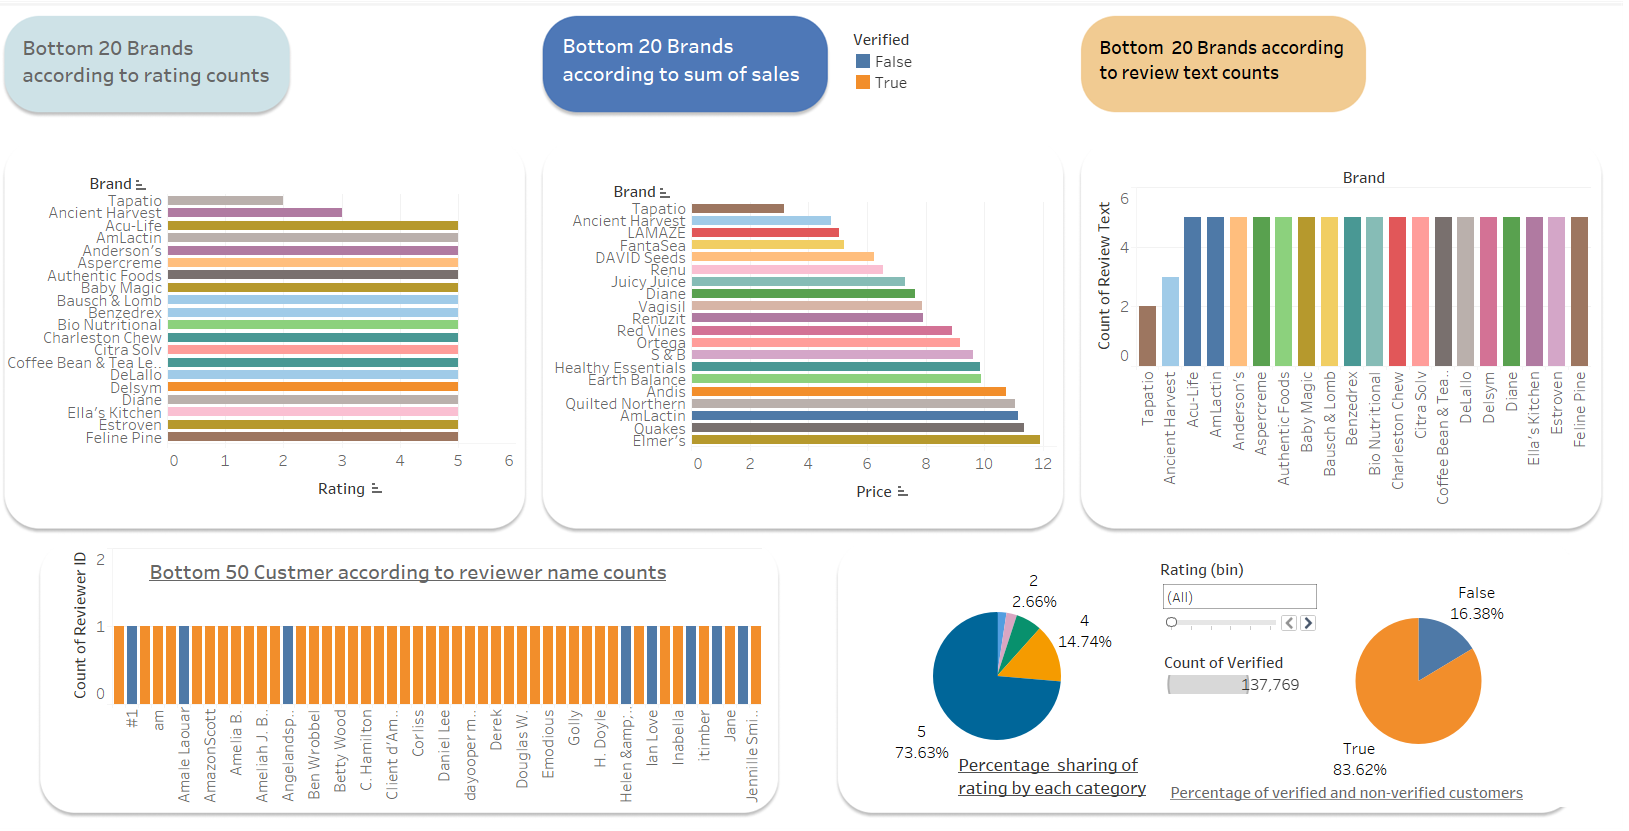 Bottom 20 Brands
according to rating counts
Bottom 20 Brands
according to sum of sales
Verified
False
True
Bottom  20 Brands according
to review text counts
Brand
Tapatio
Ancient Harvest
Acu-Life
AmLactin
Anderson's
Aspercreme
Authentic Foods
Baby Magic
Bausch & Lomb
Benzedrex
Bio Nutritional
Charleston Chew
Citra Solv
Coffee Bean & Tea Le..
DeLallo
Delsym
Diane
Ella's Kitchen
Estroven
Feline Pine
0 1 2 3 4 5 6
Rating
Brand
Tapatio
Ancient Harvest
LAMAZE
FantaSea
DAVID Seeds
Renu
Juicy Juice
Diane
Vagisil
Renuzit
Red Vines
Ortega
S & B
Healthy Essentials
Earth Balance
Andis
Quilted Northern
AmLactin
Quakes
Elmer's
0 2 4 6 8 10 12
Price
Brand
Count of Review Text
6
4
2
0
Tapatio
Ancient Harvest
Acu-Life
AmLactin
Anderson's
Aspercreme
Authentic Foods
Baby Magic
Bausch & Lomb
Benzedrex
Bio Nutritional
Charleston Chew
Citra Solv
Coffee Bean & Tea..
DeLallo
Delsym
Diane
Ella's Kitchen
Estroven
Feline Pine
Bottom 50 Custmer according to reviewer name counts
Count of Reviewer ID
2
1
0
#1
am
Amale Laouar
AmazonScott
Amelia B.
Ameliah J. B..
Angelandsp..
Ben Wrobbel
Betty Wood
C. Hamilton
Client d'Am..
Corliss
Daniel Lee
dayooper m..
Derek
Douglas W.
Emodious
Golly
H. Doyle
Helen &amp;..
Ian Love
Inabella
itimber
Jane
Jennille Smi..
2
2.66%
4
14.74%
5
73.63%
Percentage  sharing of
rating by each category
Rating (bin)
(All)
Count of Verified
137,769
False
16.38%
True
83.62%
Percentage of verified and non-verified customers